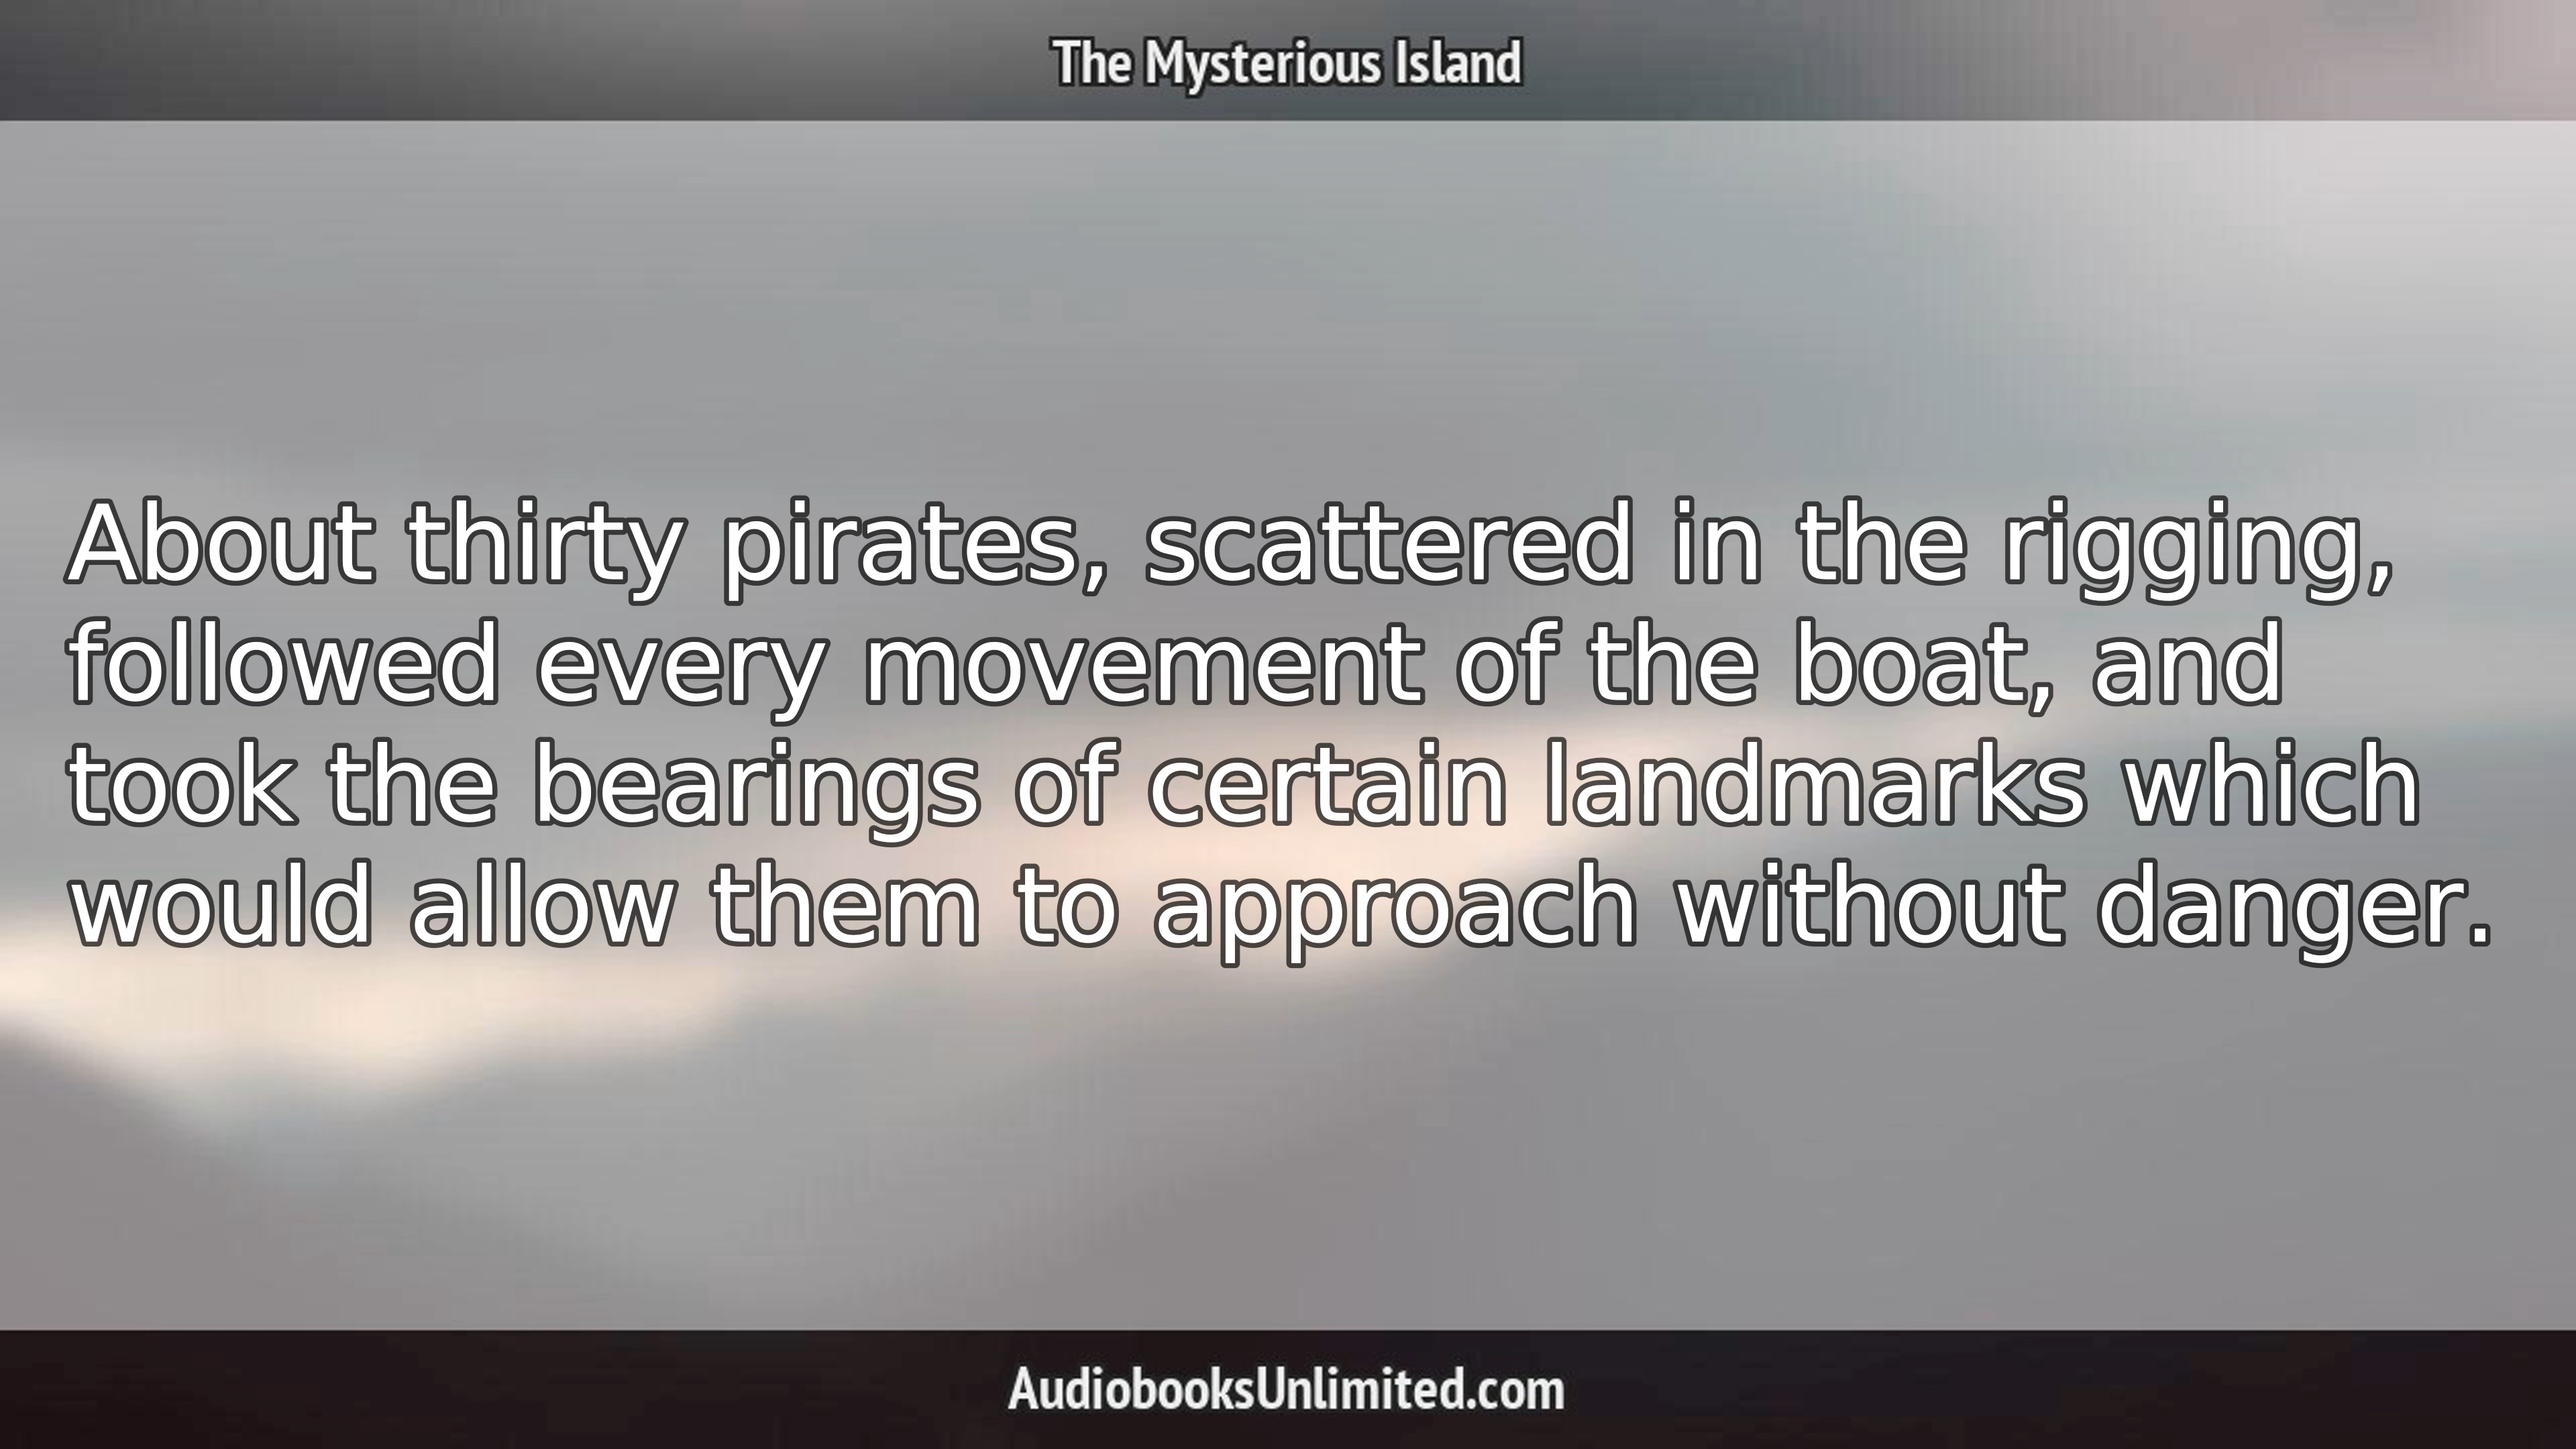 The Mysterious Island
About thirty pirates, scattered in the rigging,
followed every movement of the boat, and
took the bearings of certain landmarks which
would allow them to approach without danger.
AudiobooksUnlimited.com